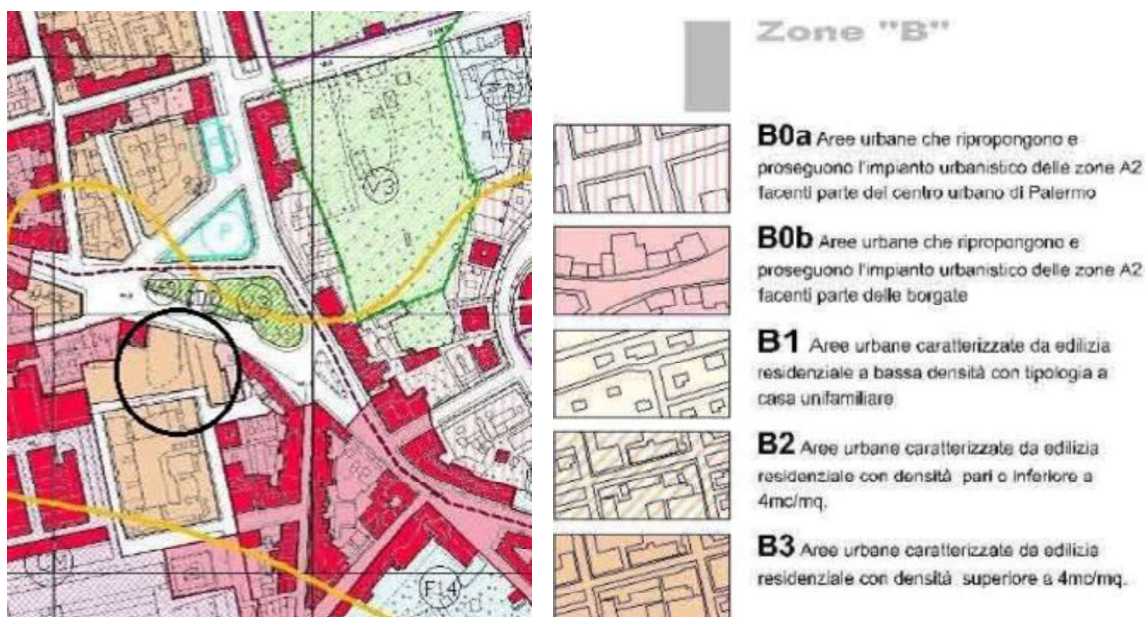 Zone "B"
B0a Aree urbane che ripropongono e
proseguono l'impianto urbanistico delle zone A2
facenti parte del centro urbano di Palermo
B0b Aree urbane che ripropongono e
proseguono l'impianto urbanistico delle zone A2
facenti parte delle borgate
B1 Aree urbane caratterizzate da edilizia
residenziale a bassa densità con tipologia a
casa unifamiliare
B2 Aree urbane caratterizzate da edilizia
residenziale con densità pari o inferiore a
4mc/mq.
B3 Aree urbane caratterizzate da edilizia
residenziale con densità superiore a 4mc/mq.
V3
P
F14